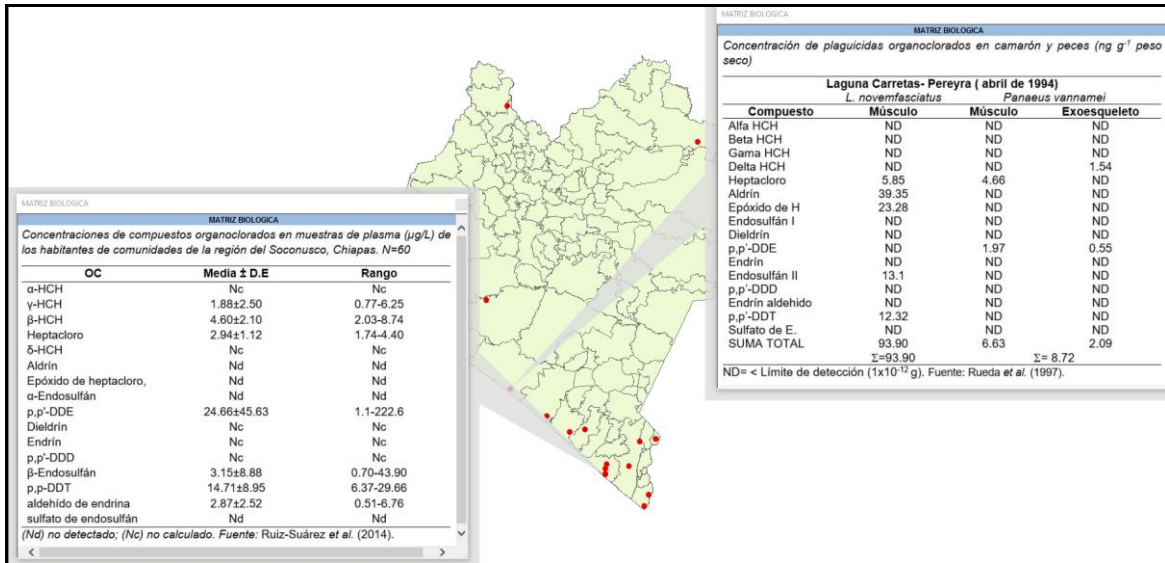 MATRIZ BIOLOGICA
MATRIZ BIOLOGICA
Concentraciones de compuestos organoclorados en muestras de plasma (µg/L) de
los habitantes de comunidades de la región del Soconusco, Chiapas. N=60
OC Media ± D.E Rango
α-HCH Nc Nc
γ-HCH 1.88±2.50 0.77-6.25
β-HCH 4.60±2.10 2.03-8.74
Heptacloro 2.94±1.12 1.74-4.40
δ-HCH Nc Nc
Aldrín Nd Nd
Epóxido de heptacloro, Nd Nd
α-Endosulfán Nd Nd
p,p'-DDE 24.66±45.63 1.1-222.6
Dieldrín Nc Nc
Endrín Nc Nc
p,p'-DDD Nc Nc
β-Endosulfán 3.15±8.88 0.70-43.90
p,p-DDT 14.71±8.95 6.37-29.66
aldehído de endrina 2.87±2.52 0.51-6.76
sulfato de endosulfán Nd Nd
(Nd) no detectado; (Nc) no calculado. Fuente: Ruiz-Suárez et al. (2014).
MATRIZ BIOLOGICA
MATRIZ BIOLOGICA
Concentración de plaguicidas organoclorados en camarón y peces (ng g⁻¹ peso
seco)
Laguna Carretas- Pereyra ( abril de 1994)
L. novemfasciatus Panaeus vannamei
Compuesto Músculo Músculo Exoesqueleto
Alfa HCH ND ND ND
Beta HCH ND ND ND
Gama HCH ND ND ND
Delta HCH ND ND 1.54
Heptacloro 5.85 4.66 ND
Aldrín 39.35 ND ND
Epóxido de H 23.28 ND ND
Endosulfán I ND ND ND
Dieldrín ND ND ND
p,p'-DDE ND 1.97 0.55
Endrín ND ND ND
Endosulfán II 13.1 ND ND
p,p'-DDD ND ND ND
Endrín aldehido ND ND ND
p,p'-DDT 12.32 ND ND
Sulfato de E. ND ND ND
SUMA TOTAL 93.90 6.63 2.09
Σ=93.90 Σ= 8.72
ND= < Límite de detección (1x10⁻¹² g). Fuente: Rueda et al. (1997).